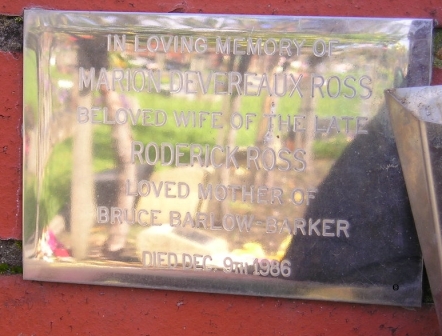 IN LOVING MEMORY OF
MARION DEVEREAUX ROSS
BELOVED WIFE OF THE LATE
RODERICK ROSS
LOVED MOTHER OF
BRUCE BARLOW-BARKER
DIED DEC. 9TH 1986